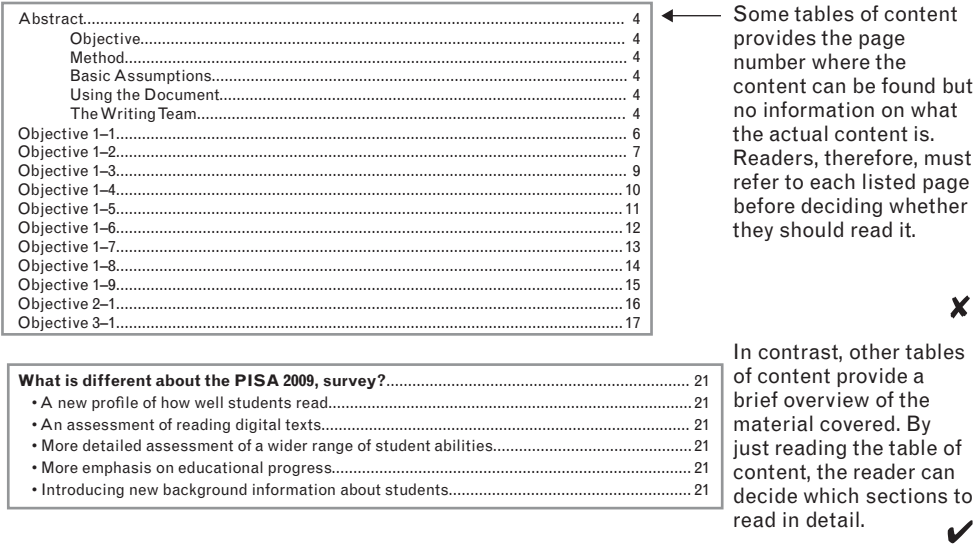 Abstract.................................................................................................... 4
Objective.................................................................................................... 4
Method.................................................................................................... 4
Basic Assumptions.................................................................................................... 4
Using the Document.................................................................................................... 4
The Writing Team.................................................................................................... 4
Objective 1–1.................................................................................................... 6
Objective 1–2.................................................................................................... 7
Objective 1–3.................................................................................................... 9
Objective 1–4.................................................................................................... 10
Objective 1–5.................................................................................................... 11
Objective 1–6.................................................................................................... 12
Objective 1–7.................................................................................................... 13
Objective 1–8.................................................................................................... 14
Objective 1–9.................................................................................................... 15
Objective 2–1.................................................................................................... 16
Objective 3–1.................................................................................................... 17
Some tables of content
provides the page
number where the
content can be found but
no information on what
the actual content is.
Readers, therefore, must
refer to each listed page
before deciding whether
they should read it.
✘
What is different about the PISA 2009, survey?.......................................................... 21
• A new profile of how well students read.......................................................... 21
• An assessment of reading digital texts.......................................................... 21
• More detailed assessment of a wider range of student abilities.......................................................... 21
• More emphasis on educational progress.......................................................... 21
• Introducing new background information about students.......................................................... 21
In contrast, other tables
of content provide a
brief overview of the
material covered. By
just reading the table of
content, the reader can
decide which sections to
read in detail.
✔